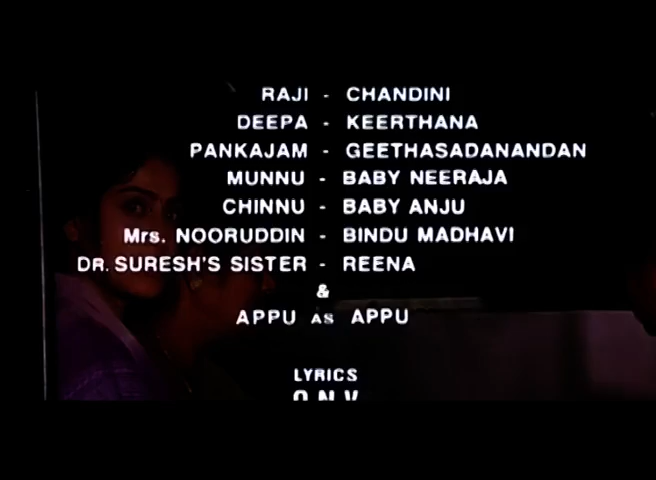 RAJI - CHANDINI
DEEPA - KEERTHANA
PANKAJAM - GEETHASADANANDAN
MUNNU - BABY NEERAJA
CHINNU - BABY ANJU
Mrs. NOORUDDIN - BINDU MADHAVI
DR. SURESH'S SISTER - REENA
&
APPU AS APPU
LYRICS
O N V